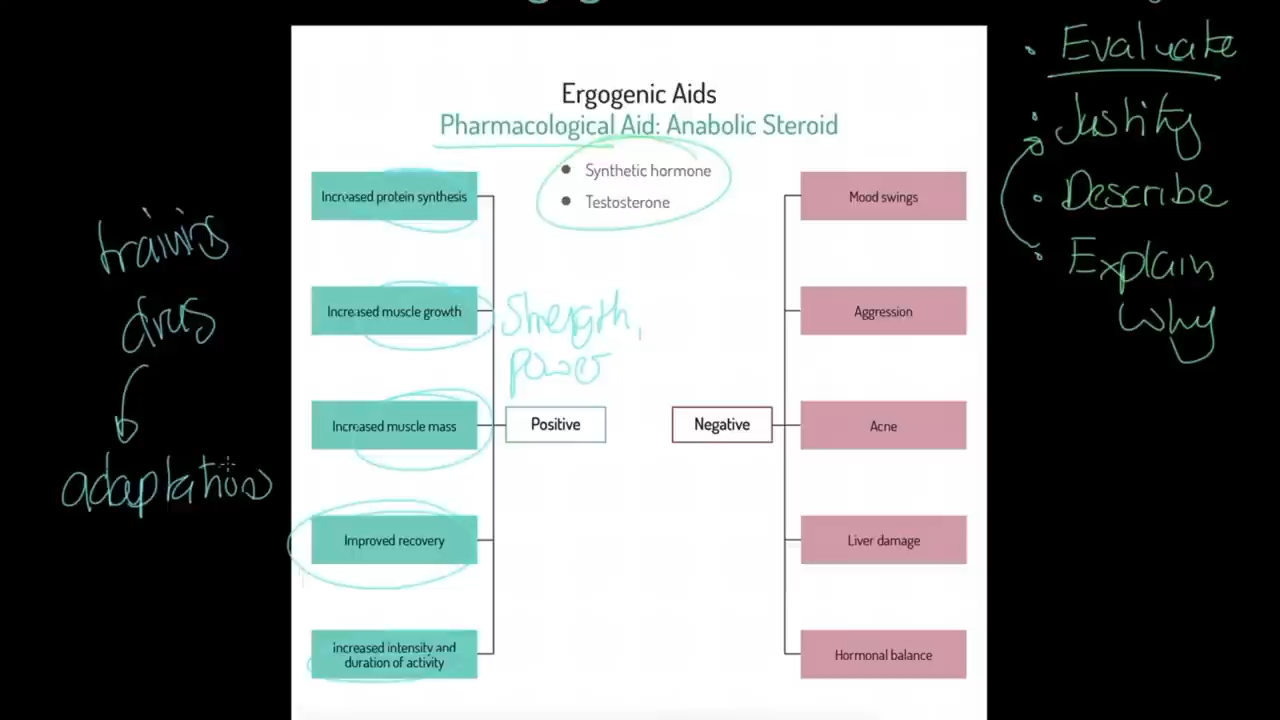 Ergogenic Aids
Pharmacological Aid: Anabolic Steroid
Synthetic hormone
Testosterone
Increased protein synthesis
Increased muscle growth
Increased muscle mass
Improved recovery
Increased intensity and
duration of activity
Positive
Strength,
power
Negative
Mood swings
Aggression
Acne
Liver damage
Hormonal balance
training
drug
adaptations
Evaluate
Justify
Describe
Explain
why